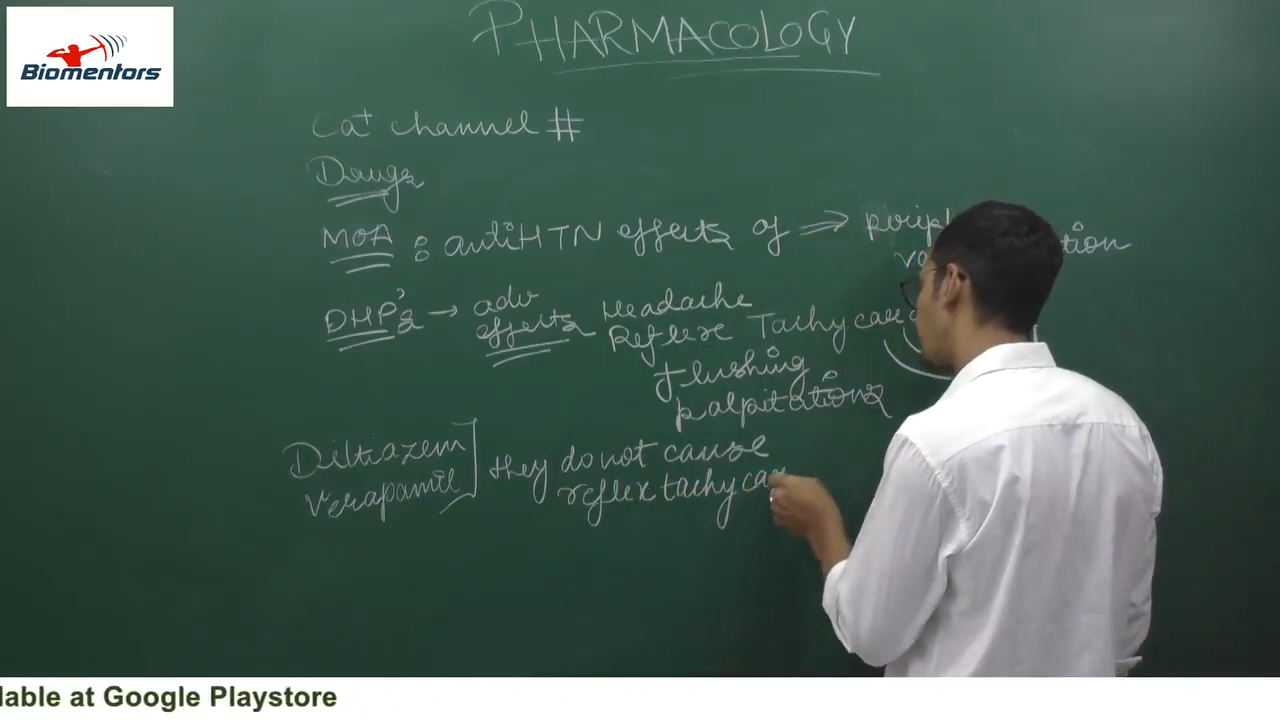 Biomentors
PHARMACOLOGY
Ca+ channel #
Drugs
MOA : antiHTN effects of ⇒
DHP's → adv effects Headache
Reflex Tachycar
flushing
palpitations
Diltiazem
Verapamil
they do not cause
reflex tachycar
lable at Google Playstore